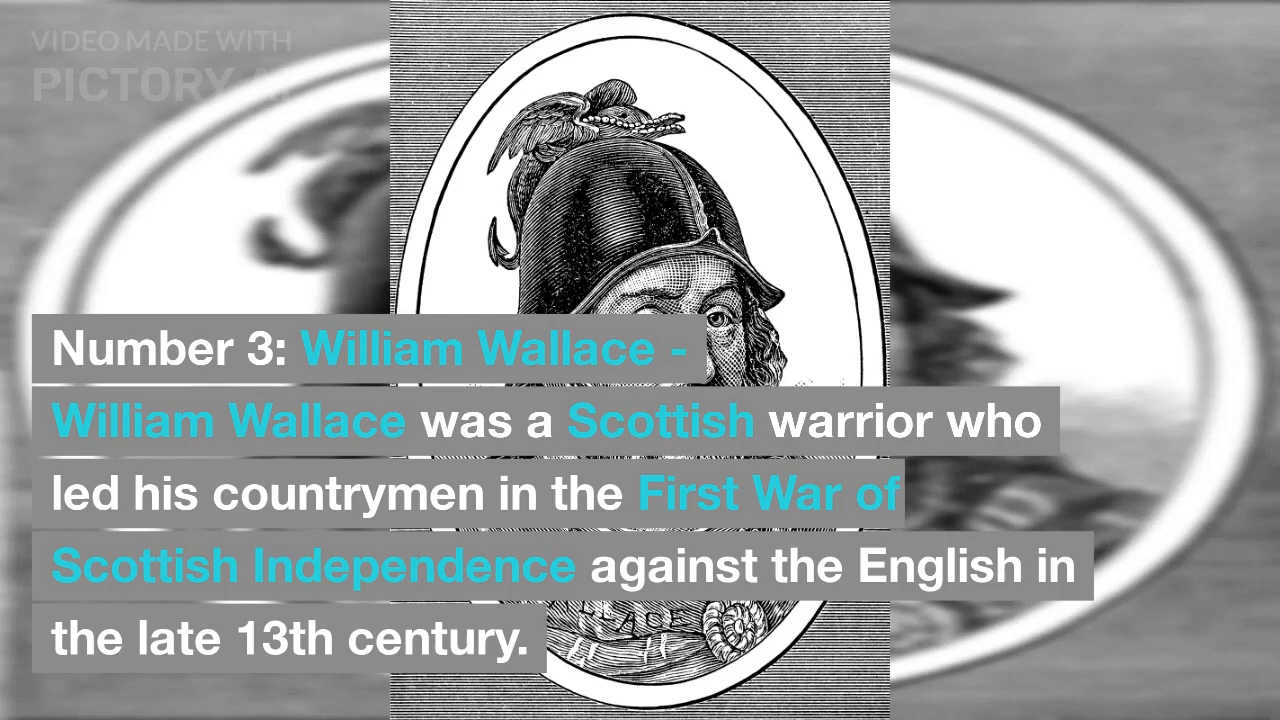 VIDEO MADE WITH
PICTORY.AI
Number 3: William Wallace -
William Wallace was a Scottish warrior who
led his countrymen in the First War of
Scottish Independence against the English in
the late 13th century.